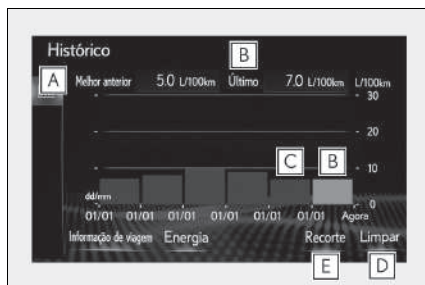 Histórico
B
A
Melhor anterior 5.0 L/100km Último 7.0 L/100km L/100km
30
20
C B 10
dd/mm 0
01/01 01/01 01/01 01/01 01/01 01/01 Agora
Informação de viagem Energia Recorte Limpar
E D